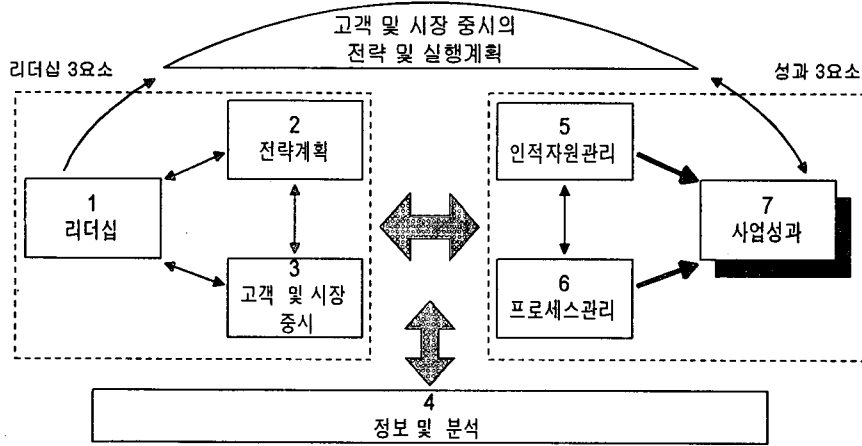 고객 및 시장 중시의
전략 및 실행계획
리더십 3요소
성과 3요소
2
전략계획
1
리더십
3
고객 및 시장
중시
5
인적자원관리
6
프로세스관리
7
사업성과
4
정보 및 분석